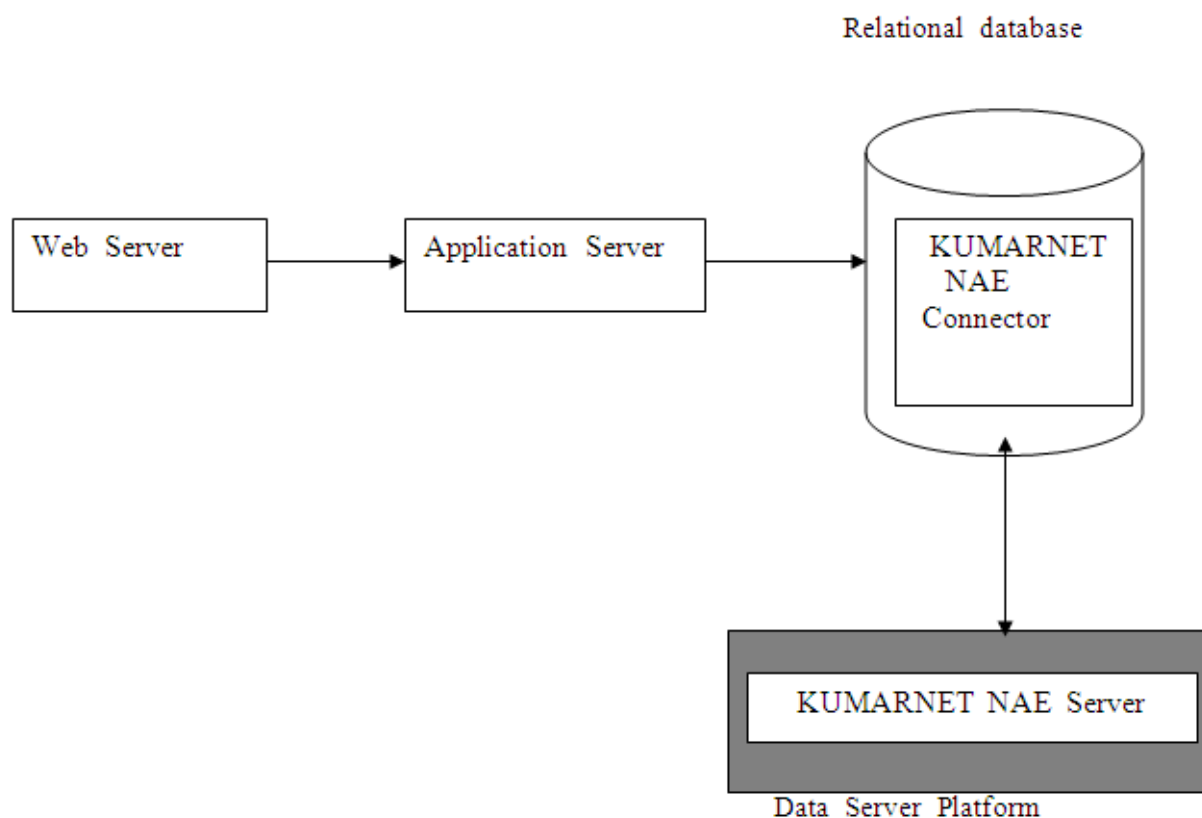 Relational database
Web Server
Application Server
KUMARNET
NAE
Connector
KUMARNET NAE Server
Data Server Platform